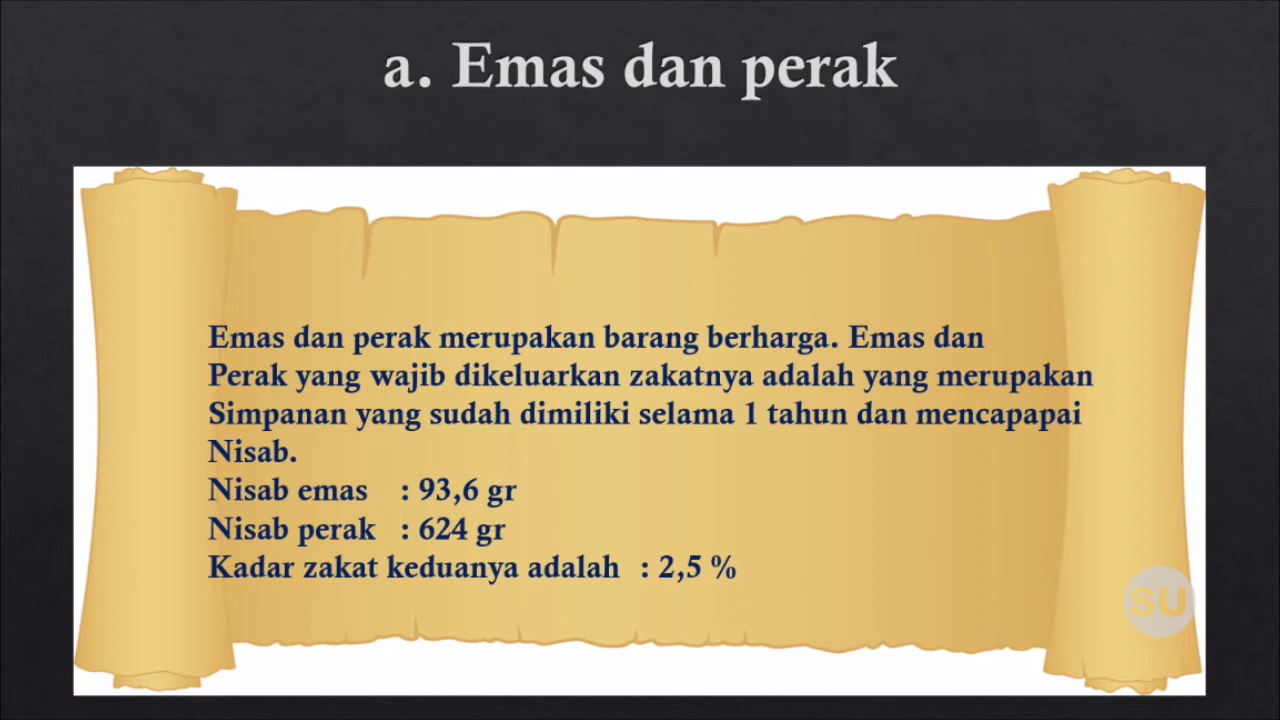 a. Emas dan perak
Emas dan perak merupakan barang berharga. Emas dan
Perak yang wajib dikeluarkan zakatnya adalah yang merupakan
Simpanan yang sudah dimiliki selama 1 tahun dan mencapapai
Nisab.
Nisab emas : 93,6 gr
Nisab perak : 624 gr
Kadar zakat keduanya adalah : 2,5 %
SU